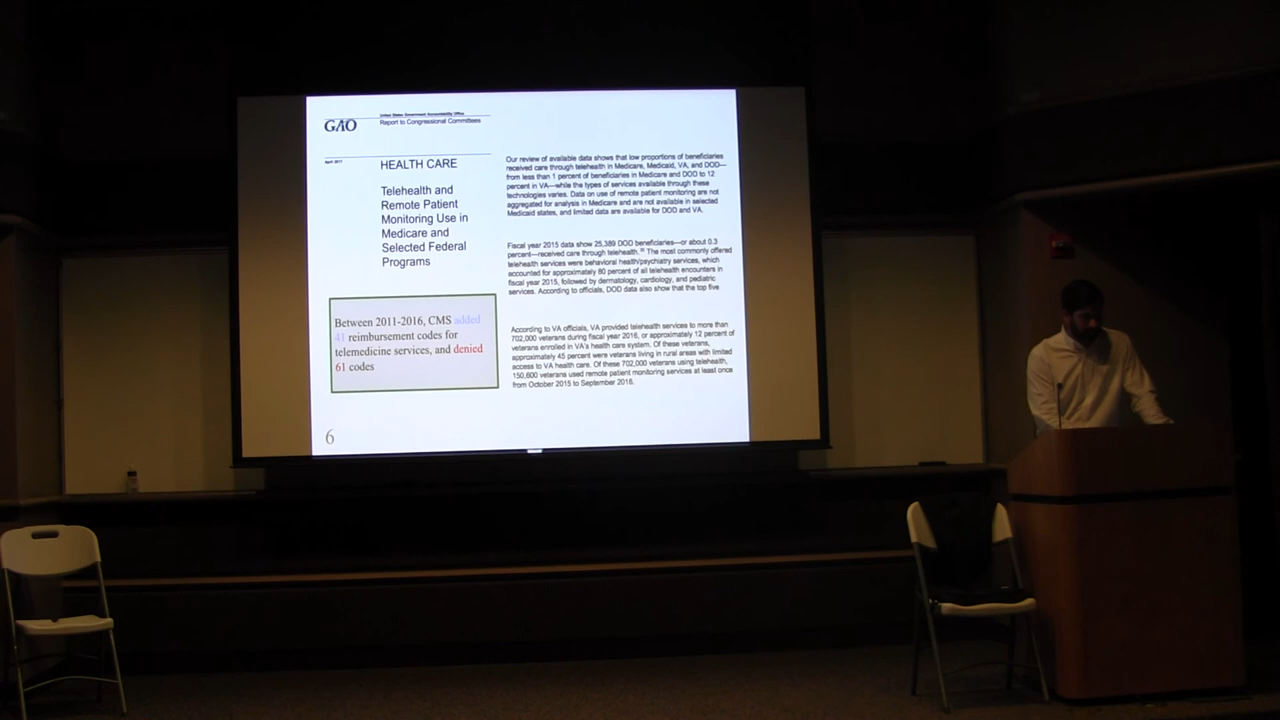 GAO
United States Government Accountability Office
Report to Congressional Committees
April 2017
HEALTH CARE
Telehealth and
Remote Patient
Monitoring Use in
Medicare and
Selected Federal
Programs
Between 2011-2016, CMS added
41 reimbursement codes for
telemedicine services, and denied
61 codes
6
Our review of available data shows that low proportions of beneficiaries
received care through telehealth in Medicare, Medicaid, VA, and DOD—
from less than 1 percent of beneficiaries in Medicare and DOD to 12
percent in VA—while the types of services available through these
technologies varies. Data on use of remote patient monitoring are not
aggregated for analysis in Medicare and are not available in selected
Medicaid states, and limited data are available for DOD and VA.
Fiscal year 2015 data show 25,389 DOD beneficiaries—or about 0.3
percent—received care through telehealth. The most commonly offered
telehealth services were behavioral health/psychiatry services, which
accounted for approximately 80 percent of all telehealth encounters in
fiscal year 2015, followed by dermatology, cardiology, and pediatric
services. According to officials, DOD data also show that the top five
According to VA officials, VA provided telehealth services to more than
702,000 veterans during fiscal year 2016, or approximately 12 percent of
veterans enrolled in VA's health care system. Of these veterans,
approximately 45 percent were veterans living in rural areas with limited
access to VA health care. Of these 702,000 veterans using telehealth,
150,600 veterans used remote patient monitoring services at least once
from October 2015 to September 2016.